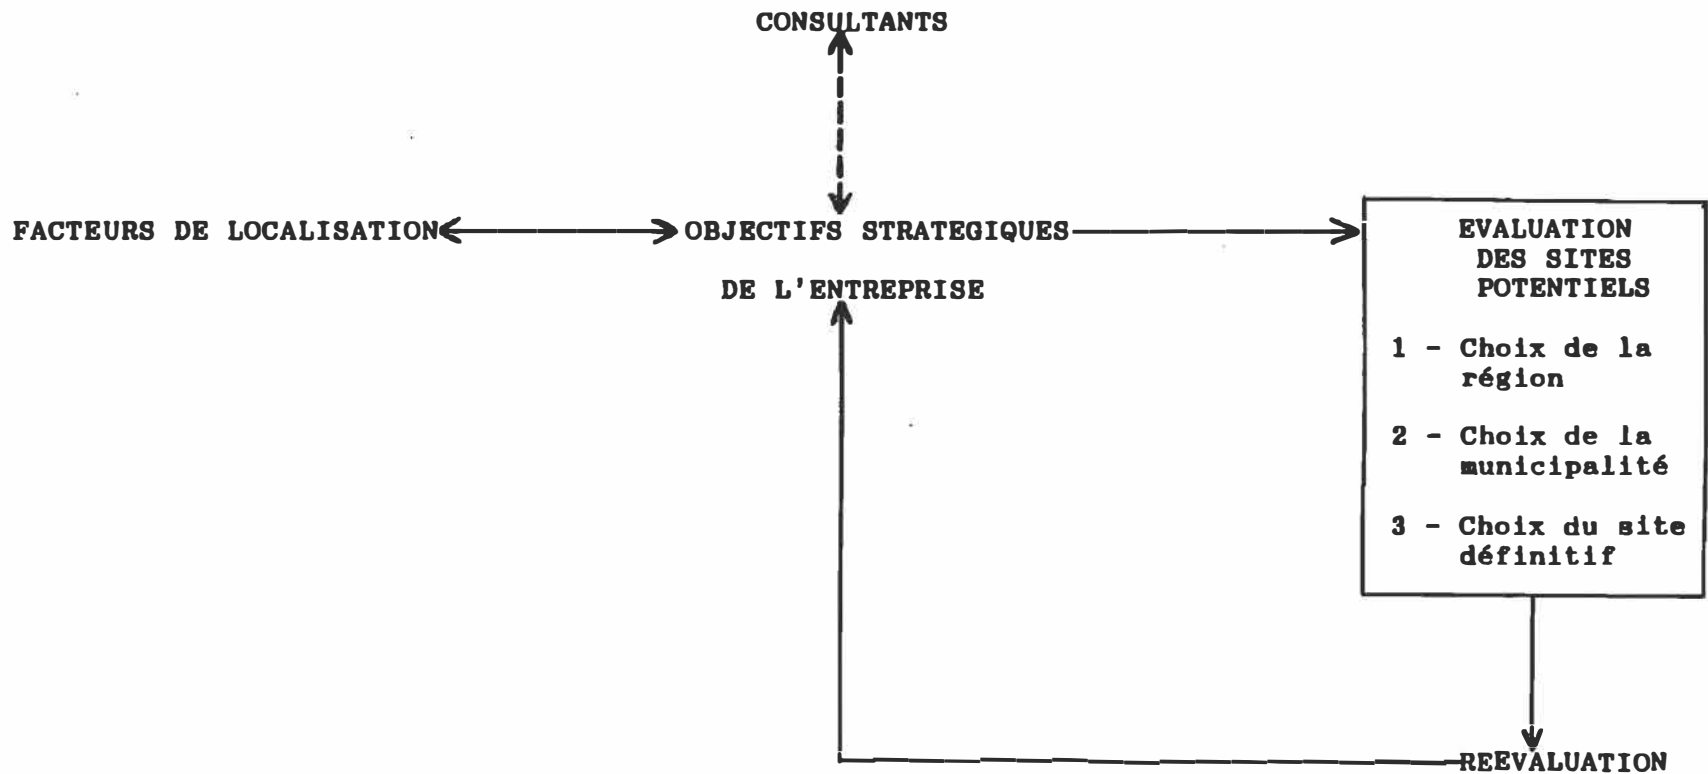 CONSULTANTS
FACTEURS DE LOCALISATION
OBJECTIFS STRATEGIQUES
DE L'ENTREPRISE
EVALUATION
DES SITES
POTENTIELS
1 - Choix de la
région
2 - Choix de la
municipalité
3 - Choix du site
définitif
REEVALUATION